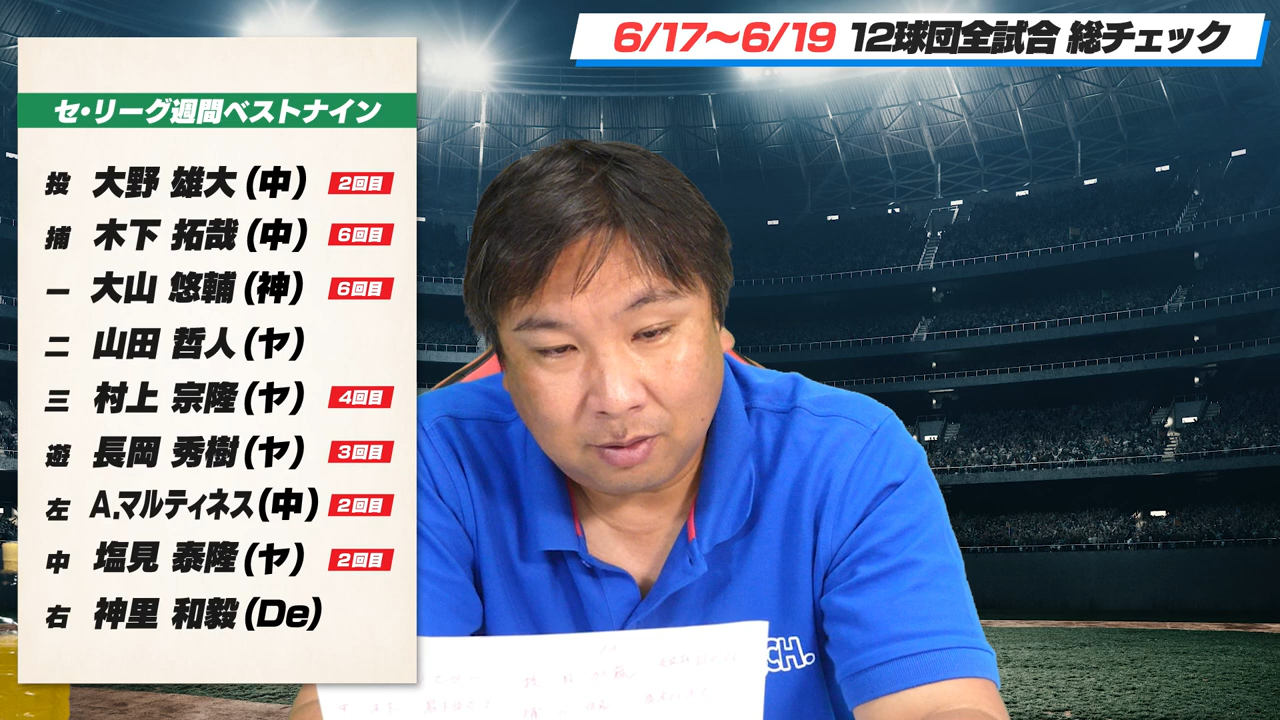 6/17〜6/19 12球団全試合 総チェック
セ・リーグ週間ベストナイン
投 大野 雄大(中) 2回目
捕 木下 拓哉(中) 6回目
一 大山 悠輔(神) 6回目
二 山田 哲人(ヤ)
三 村上 宗隆(ヤ) 4回目
遊 長岡 秀樹(ヤ) 3回目
左 A.マルティネス(中) 2回目
中 塩見 泰隆(ヤ) 2回目
右 神里 和毅(De)
CH.